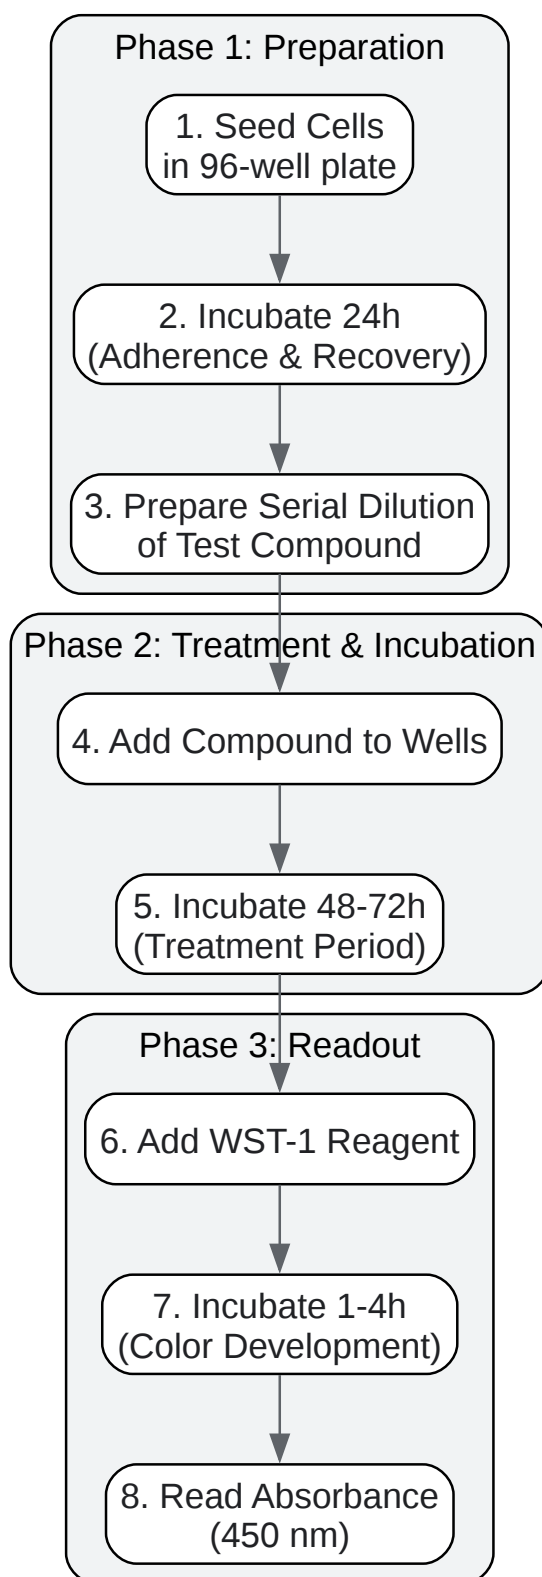 Phase 1: Preparation
1. Seed Cells
in 96-well plate
2. Incubate 24h
(Adherence & Recovery)
3. Prepare Serial Dilution
of Test Compound
Phase 2: Treatment & Incubation
4. Add Compound to Wells
5. Incubate 48-72h
(Treatment Period)
Phase 3: Readout
6. Add WST-1 Reagent
7. Incubate 1-4h
(Color Development)
8. Read Absorbance
(450 nm)